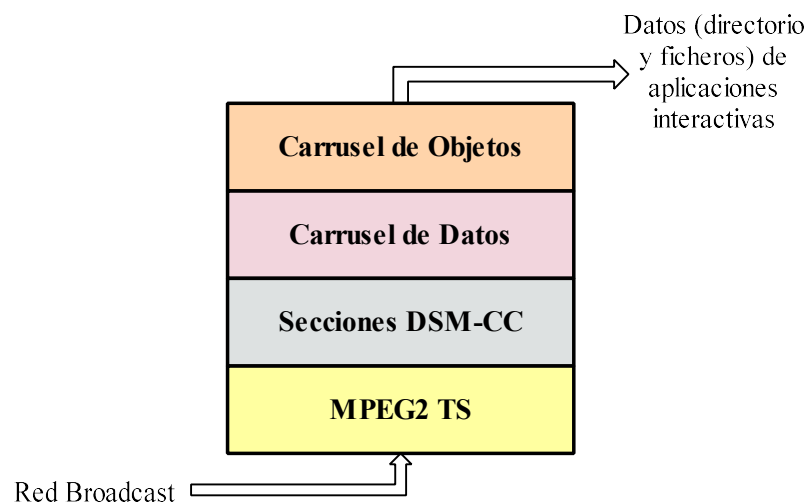 Datos (directorio
y ficheros) de
aplicaciones
interactivas
Carrusel de Objetos
Carrusel de Datos
Secciones DSM-CC
MPEG2 TS
Red Broadcast